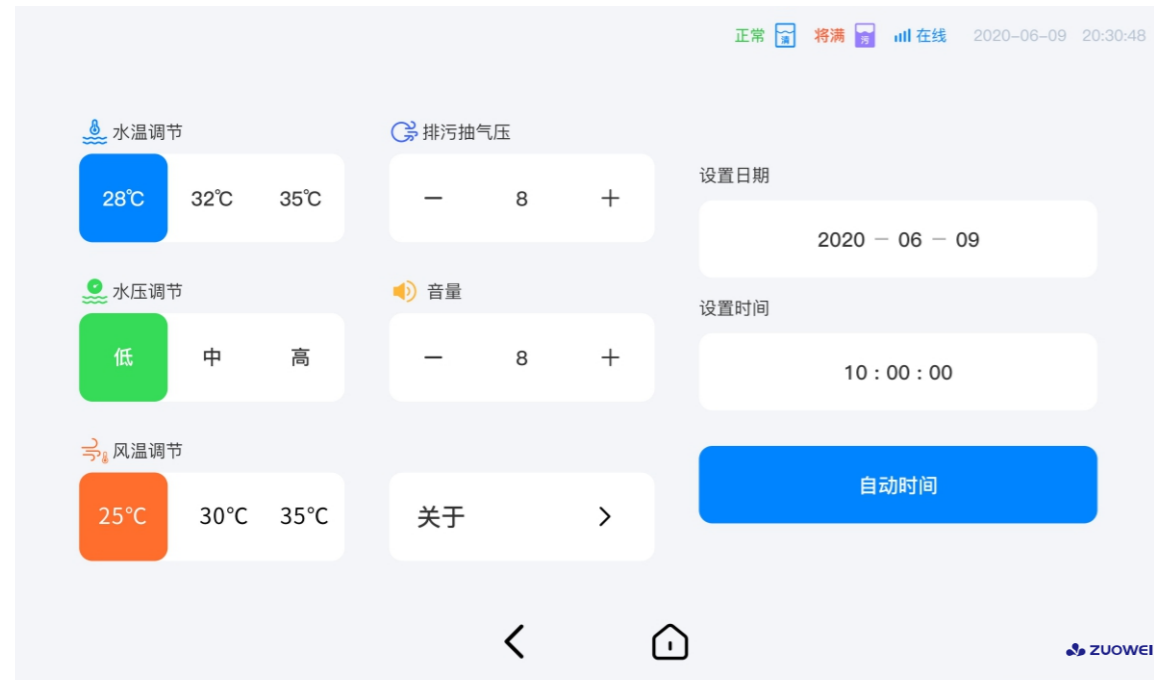 正常 清 将满 污 在线 2020-06-09 20:30:48
水温调节
28℃ 32℃ 35℃
排污抽气压
— 8 +
设置日期
2020 — 06 — 09
水压调节
低 中 高
音量
— 8 +
设置时间
10 : 00 : 00
风温调节
25℃ 30℃ 35℃
关于 >
自动时间
ZUOWEI